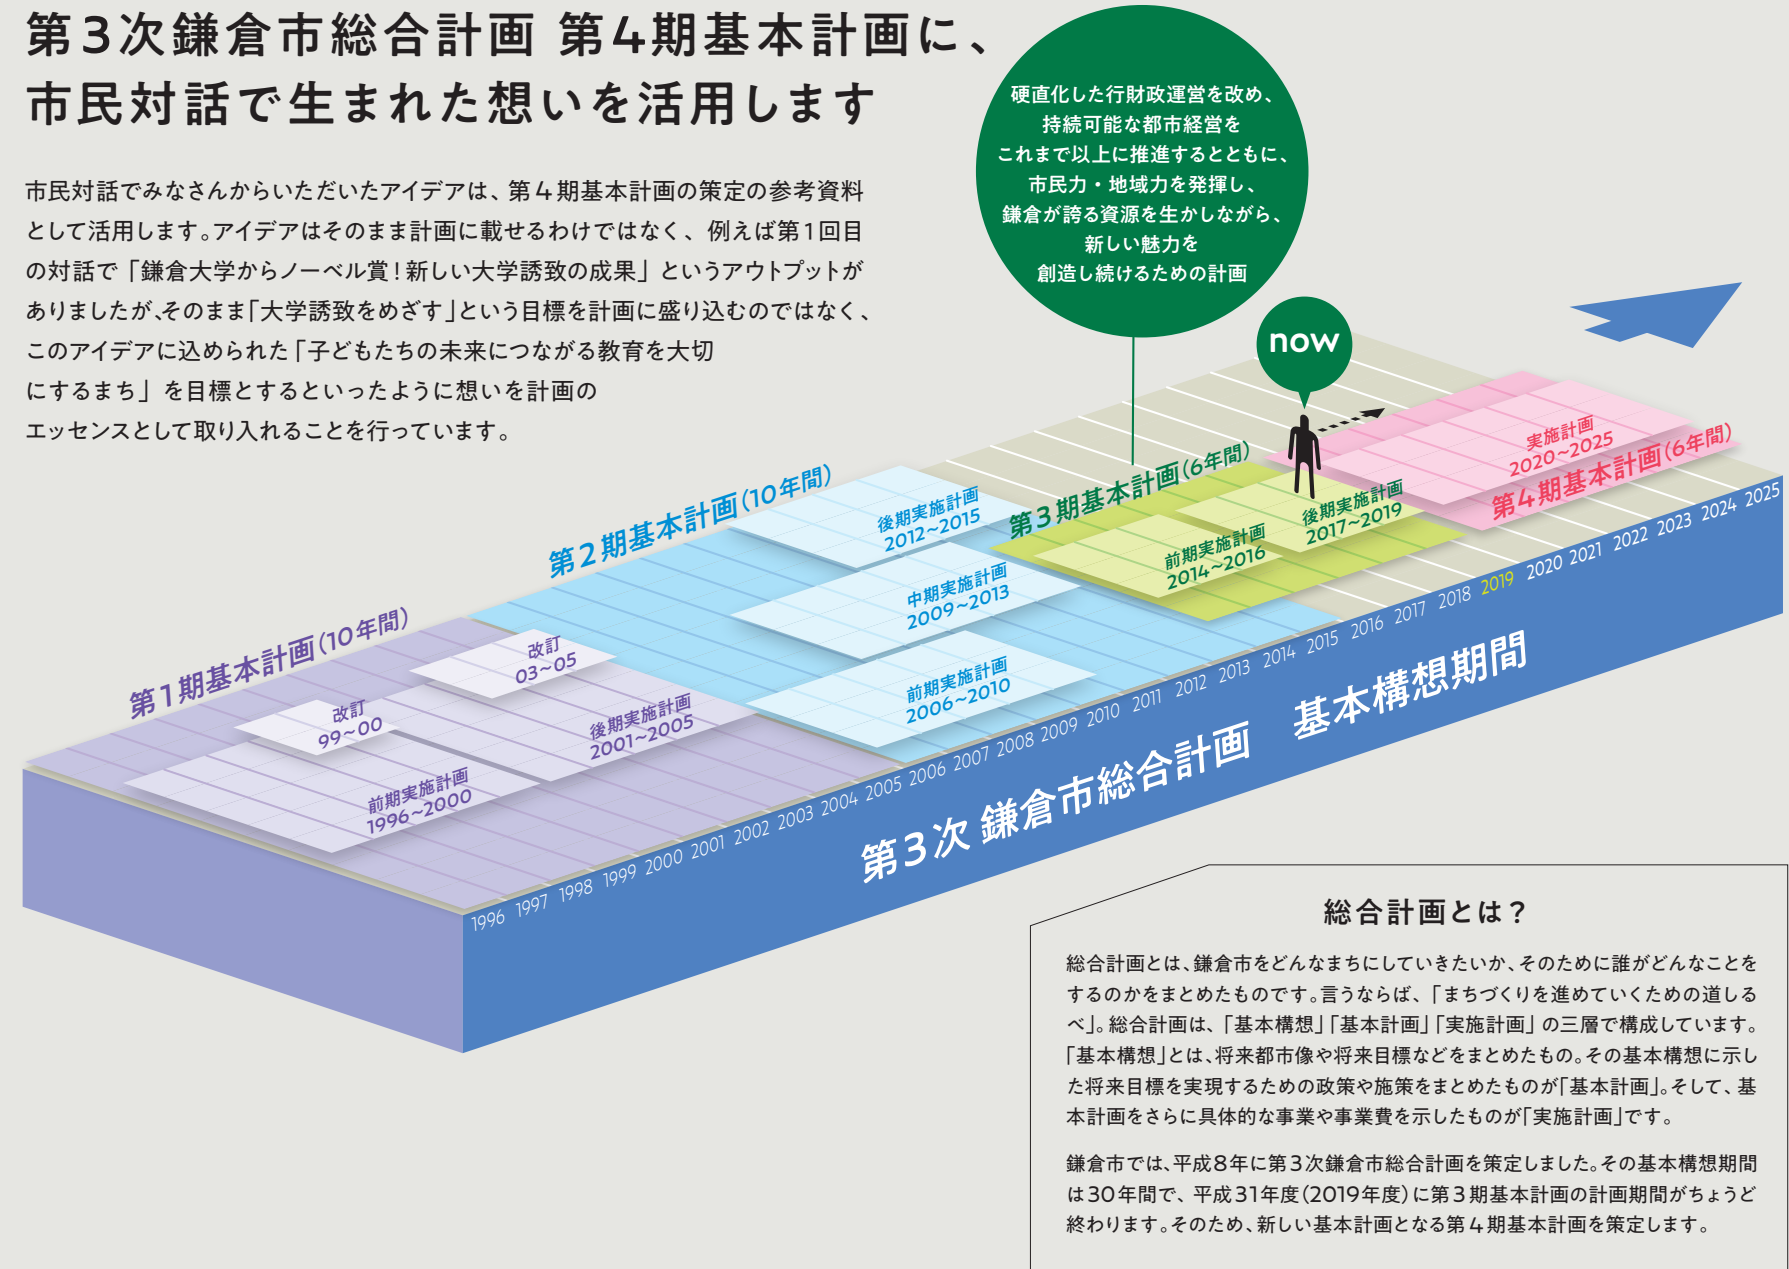 第3次鎌倉市総合計画 第4期基本計画に、
市民対話で生まれた想いを活用します
市民対話でみなさんからいただいたアイデアは、第4期基本計画の策定の参考資料
として活用します。アイデアはそのまま計画に載せるわけではなく、例えば第1回目
の対話で「鎌倉大学からノーベル賞!新しい大学誘致の成果」というアウトプットが
ありましたが、そのまま「大学誘致をめざす」という目標を計画に盛り込むのではなく、
このアイデアに込められた「子どもたちの未来につながる教育を大切
にするまち」を目標とするといったように想いを計画の
エッセンスとして取り入れることを行っています。
硬直化した行財政運営を改め、
持続可能な都市経営を
これまで以上に推進するとともに、
市民力・地域力を発揮し、
鎌倉が誇る資源を生かしながら、
新しい魅力を
創造し続けるための計画
now
第1期基本計画(10年間)
改訂
99~00
改訂
03~05
前期実施計画
1996~2000
後期実施計画
2001~2005
第2期基本計画(10年間)
後期実施計画
2012~2015
中期実施計画
2009~2013
前期実施計画
2006~2010
第3期基本計画(6年間)
前期実施計画
2014~2016
後期実施計画
2017~2019
実施計画
2020~2025
第4期基本計画(6年間)
1996 1997 1998 1999 2000 2001 2002 2003 2004 2005 2006 2007 2008 2009 2010 2011 2012 2013 2014 2015 2016 2017 2018 2019 2020 2021 2022 2023 2024 2025
第3次 鎌倉市総合計画 基本構想期間
総合計画とは?
総合計画とは、鎌倉市をどんなまちにしていきたいか、そのために誰がどんなことを
するのかをまとめたものです。言うならば、「まちづくりを進めていくための道しる
べ」。総合計画は、「基本構想」「基本計画」「実施計画」の三層で構成しています。
「基本構想」とは、将来都市像や将来目標などをまとめたもの。その基本構想に示し
た将来目標を実現するための政策や施策をまとめたものが「基本計画」。そして、基
本計画をさらに具体的な事業や事業費を示したものが「実施計画」です。
鎌倉市では、平成8年に第3次鎌倉市総合計画を策定しました。その基本構想期間
は30年間で、平成31年度(2019年度)に第3期基本計画の計画期間がちょうど
終わります。そのため、新しい基本計画となる第4期基本計画を策定します。